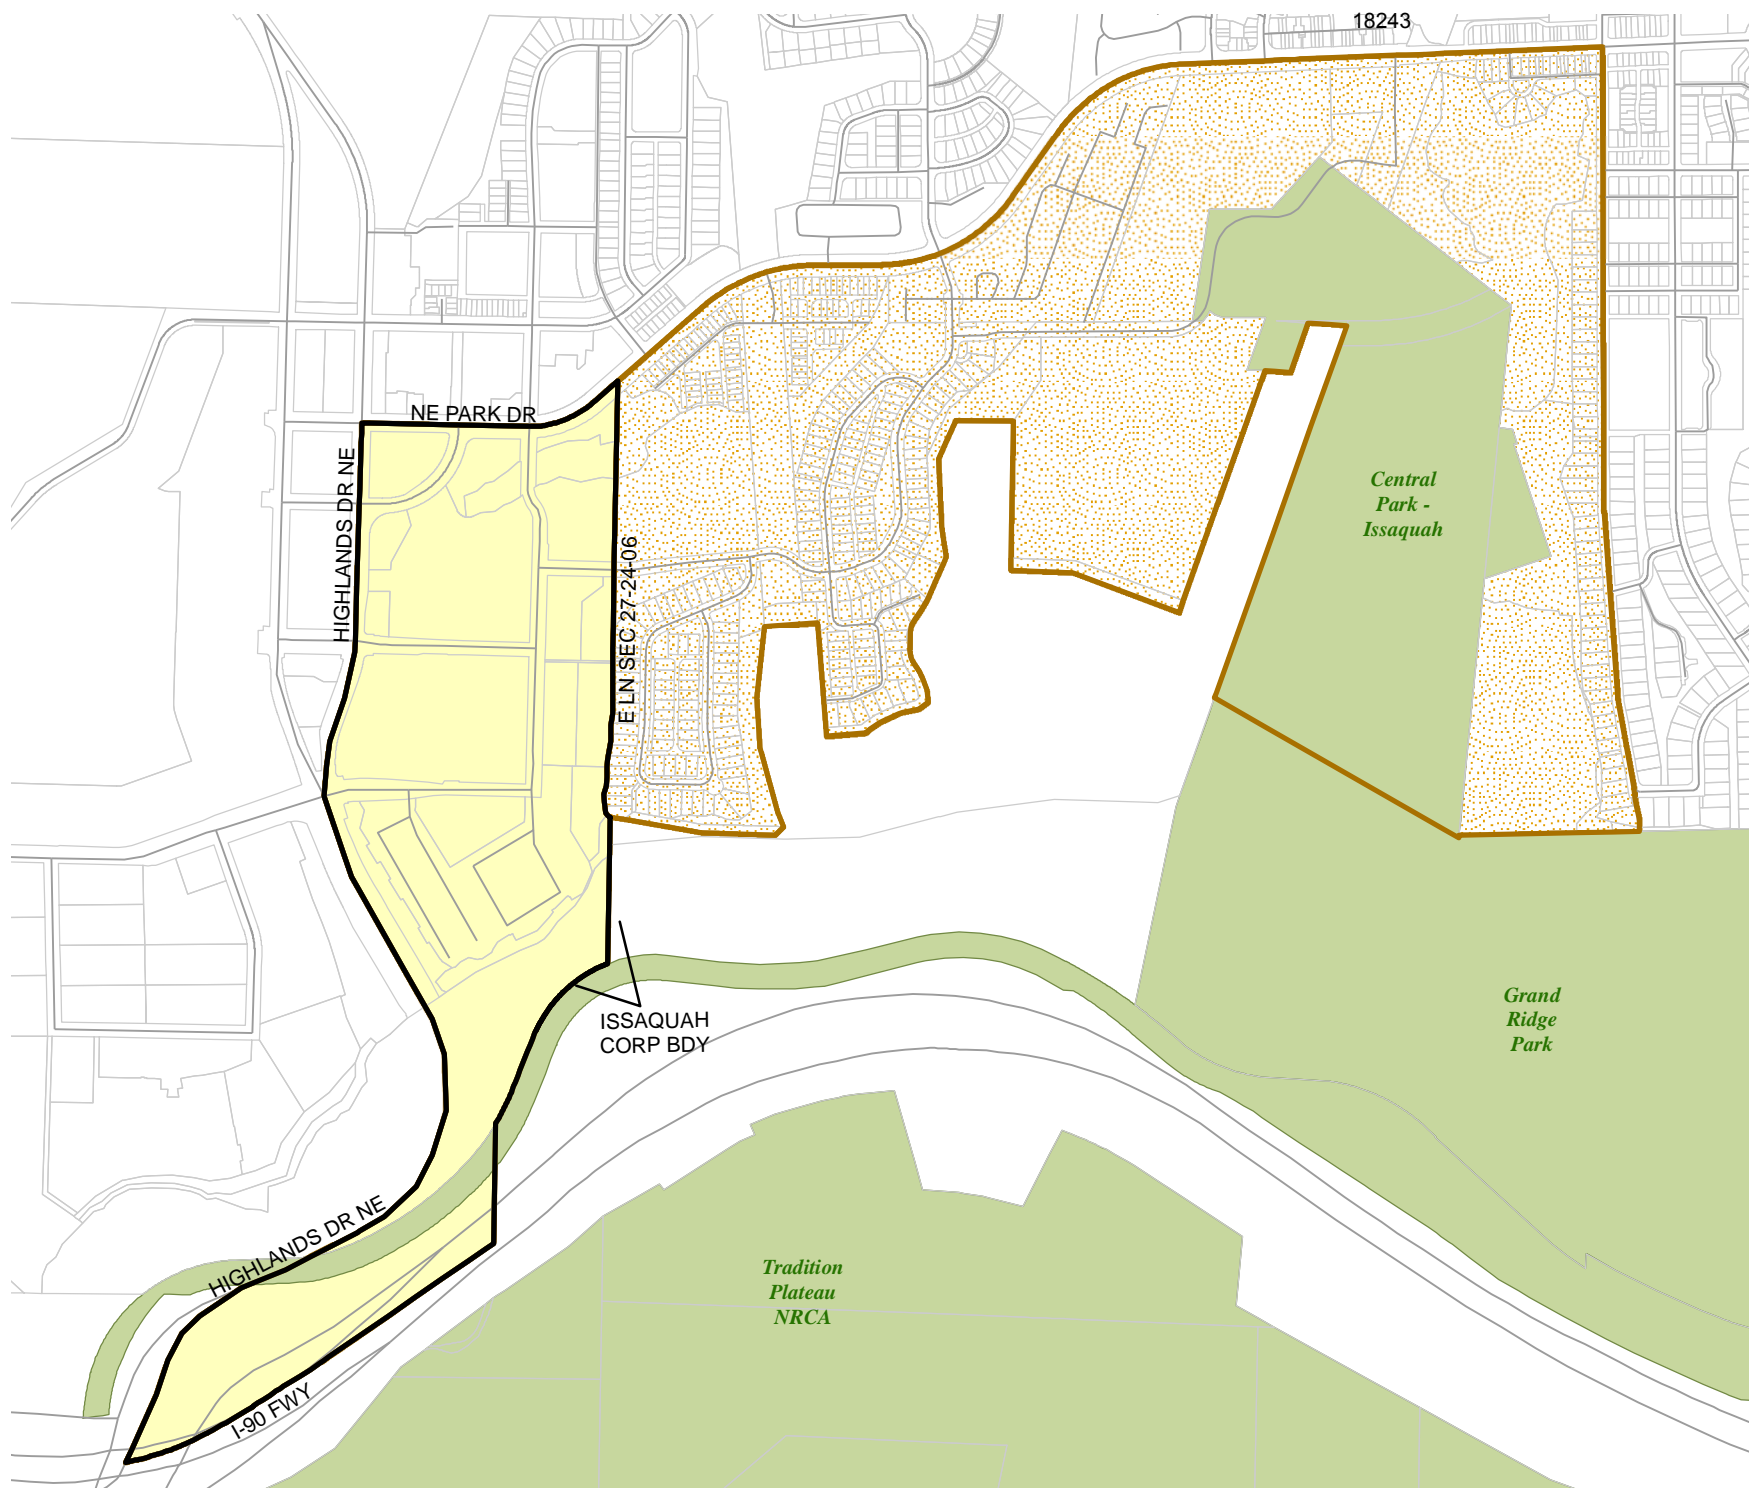 18243
NE PARK DR
HIGHLANDS DR NE
E LN SEC 27-24-06
Central
Park -
Issaquah
ISSAQUAH
CORP BDY
Grand
Ridge
Park
HIGHLANDS DR NE
Tradition
Plateau
NRCA
I-90 FWY